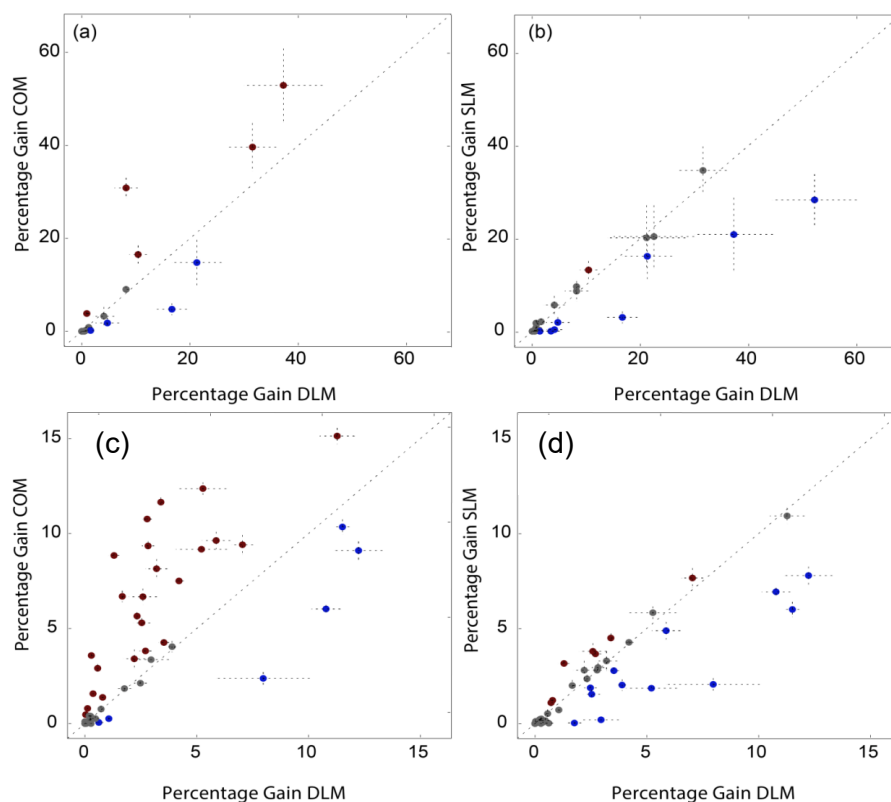 (a)
Percentage Gain COM
60
40
20
0
0 20 40 60
Percentage Gain DLM
(b)
Percentage Gain SLM
60
40
20
0
0 20 40 60
Percentage Gain DLM
(c)
Percentage Gain COM
15
10
5
0
0 5 10 15
Percentage Gain DLM
(d)
Percentage Gain SLM
15
10
5
0
0 5 10 15
Percentage Gain DLM